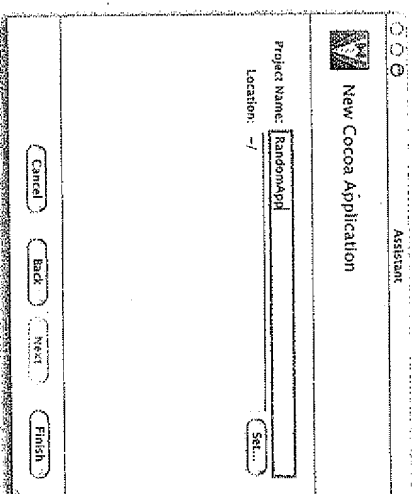 Assistant
New Cocoa Application
Project Name: RandomApp
Location: ~/
Set...
Cancel Back Next Finish